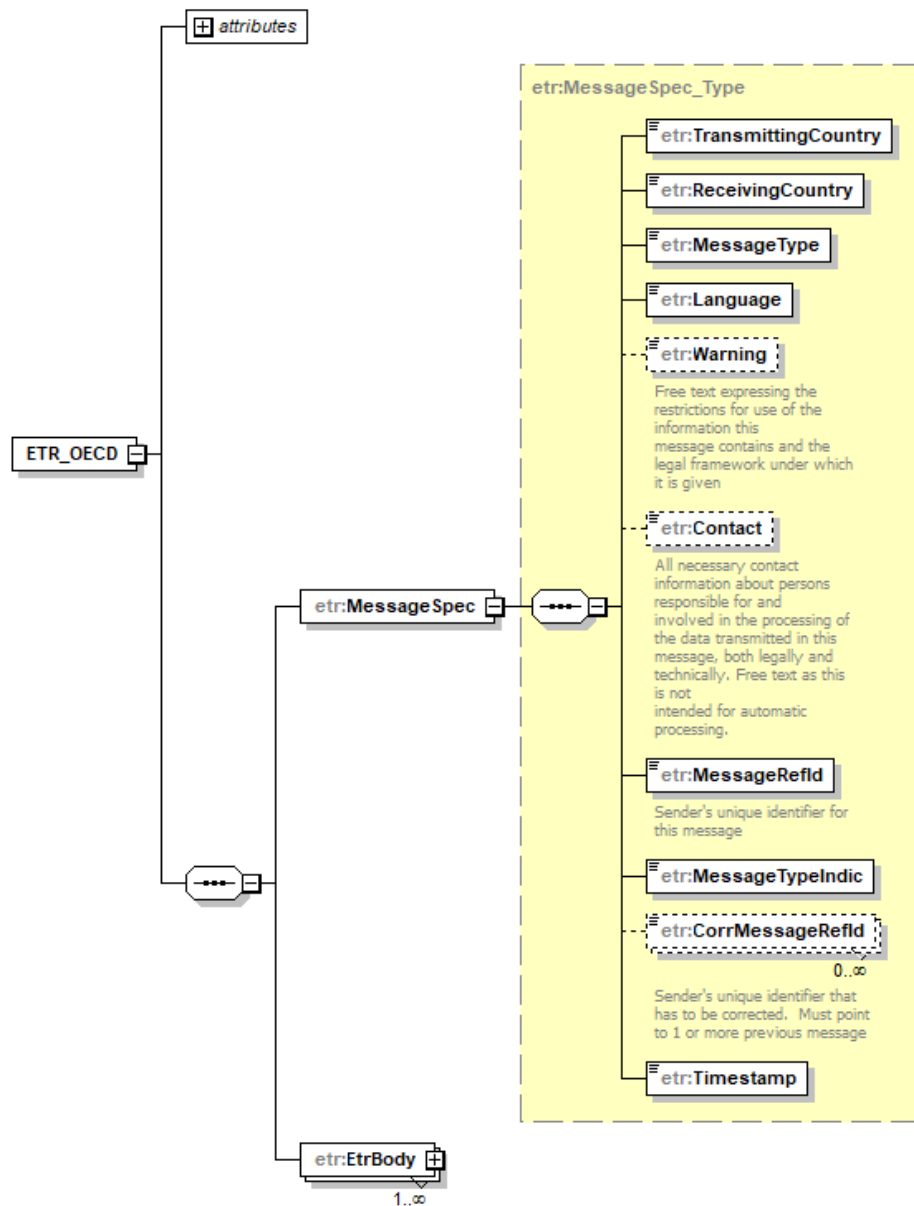 attributes
etr:MessageSpec_Type
etr:TransmittingCountry
etr:ReceivingCountry
etr:MessageType
etr:Language
etr:Warning
Free text expressing the
restrictions for use of the
information this
message contains and the
legal framework under which
it is given
ETR_OECD
etr:Contact
All necessary contact
information about persons
responsible for and
involved in the processing of
the data transmitted in this
message, both legally and
technically. Free text as this
is not
intended for automatic
processing.
etr:MessageSpec
etr:MessageRefId
Sender's unique identifier for
this message
etr:MessageTypeIndic
etr:CorrMessageRefId
0..∞
Sender's unique identifier that
has to be corrected.  Must point
to 1 or more previous message
etr:Timestamp
etr:EtrBody
1..∞